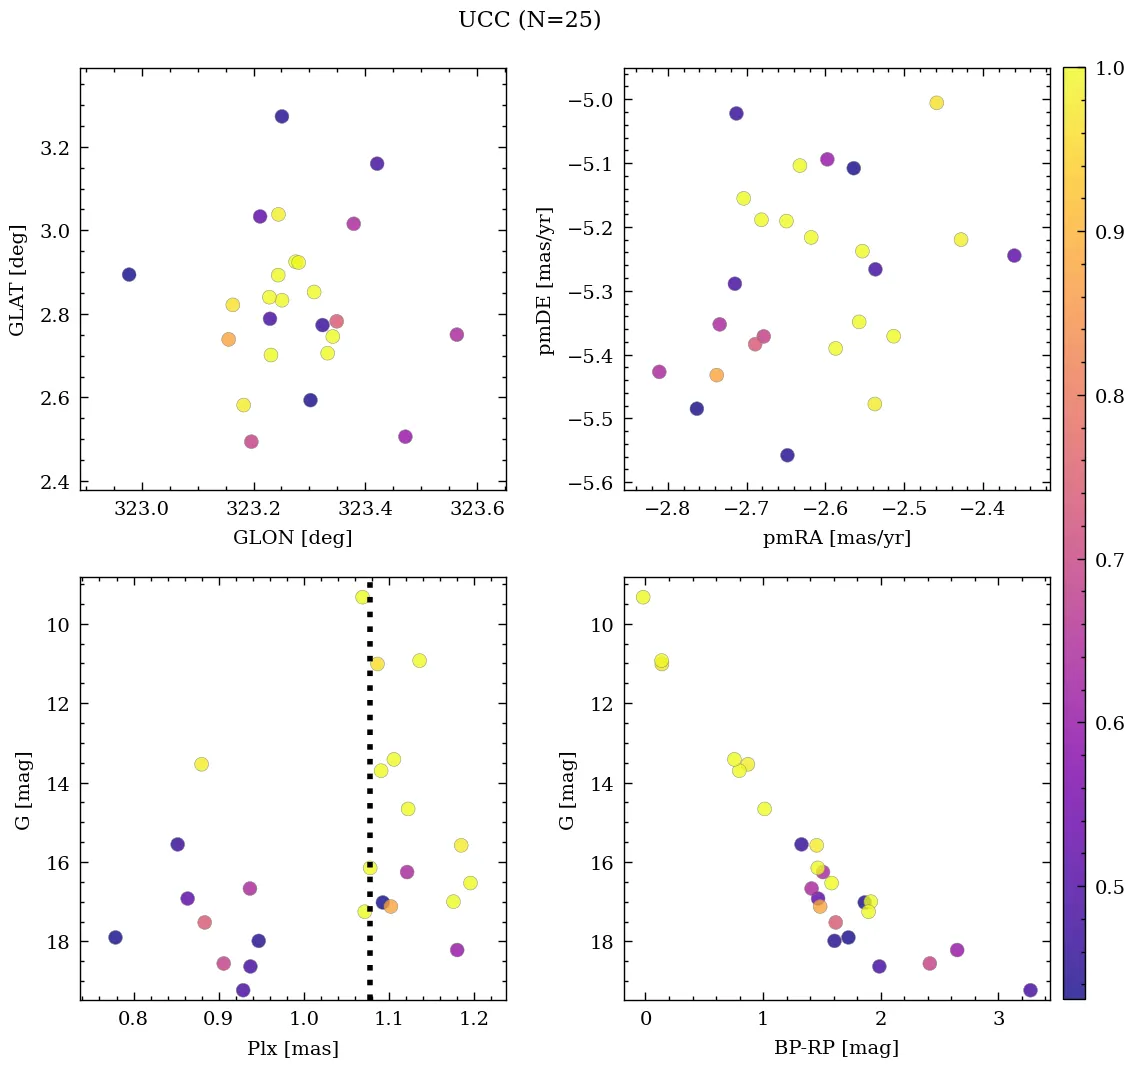 UCC (N=25)
3.2
3.0
2.8
2.6
2.4
GLAT [deg]
323.0 323.2 323.4 323.6
GLON [deg]
−5.0
−5.1
−5.2
−5.3
−5.4
−5.5
−5.6
pmDE [mas/yr]
−2.8 −2.7 −2.6 −2.5 −2.4
pmRA [mas/yr]
1.0
0.9
0.8
0.7
0.6
0.5
10
12
14
16
18
G [mag]
0.8 0.9 1.0 1.1 1.2
Plx [mas]
10
12
14
16
18
G [mag]
0 1 2 3
BP-RP [mag]